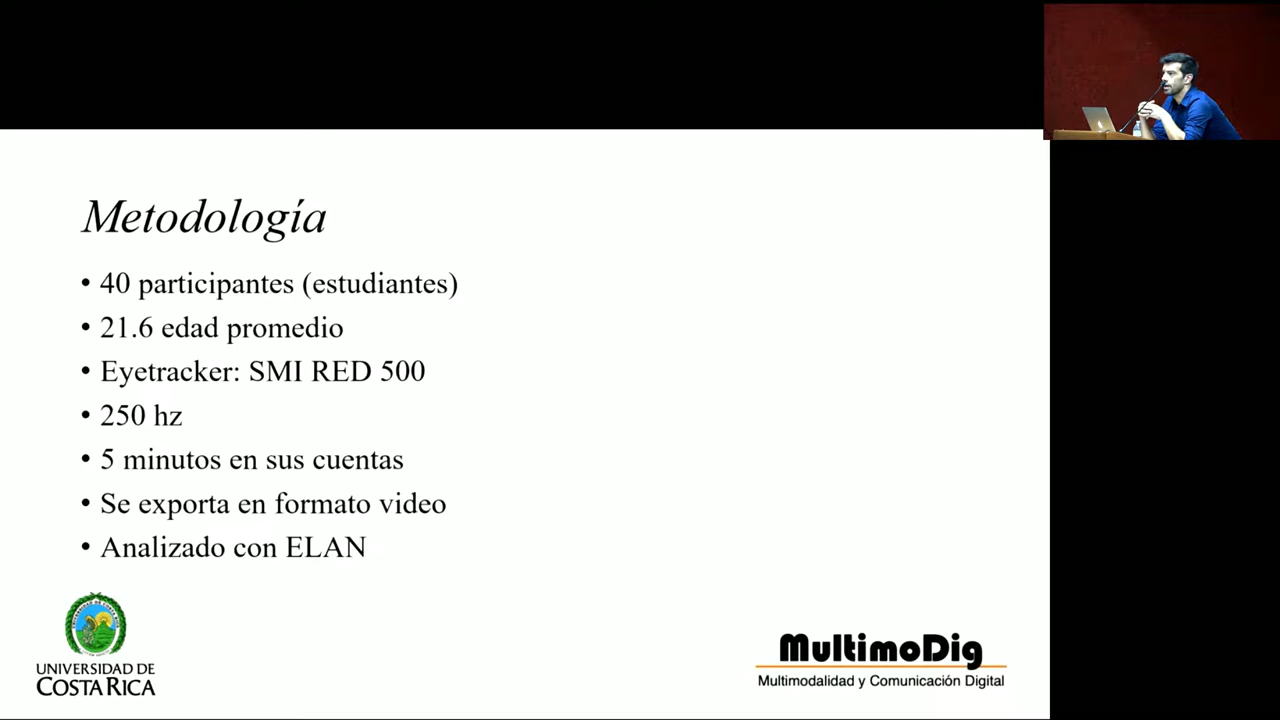 Metodología
• 40 participantes (estudiantes)
• 21.6 edad promedio
• Eyetracker: SMI RED 500
• 250 hz
• 5 minutos en sus cuentas
• Se exporta en formato video
• Analizado con ELAN
UNIVERSIDAD DE
COSTA RICA
MultimoDig
Multimodalidad y Comunicación Digital